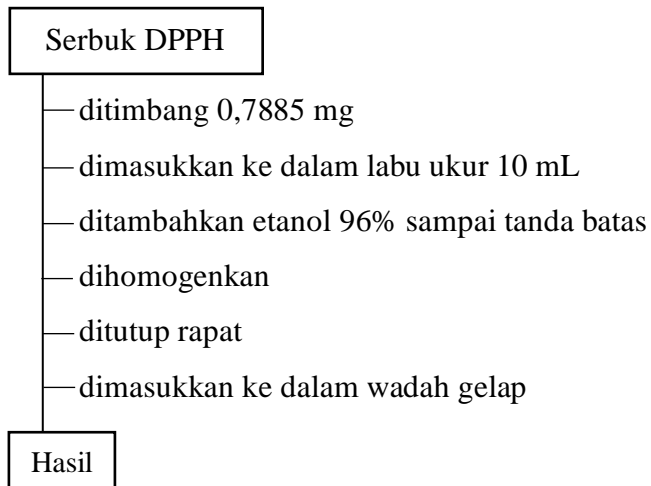 Serbuk DPPH
ditimbang 0,7885 mg
dimasukkan ke dalam labu ukur 10 mL
ditambahkan etanol 96% sampai tanda batas
dihomogenkan
ditutup rapat
dimasukkan ke dalam wadah gelap
Hasil